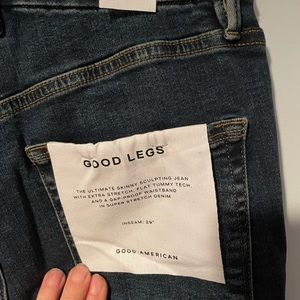 GOOD LEGS
THE ULTIMATE SKINNY SCULPTING JEAN
WITH EXTRA STRETCH, FLAT TUMMY TECH,
AND A GAP-PROOF WAISTBAND
IN SUPER STRETCH DENIM
INSEAM: 29"
GOOD AMERICAN